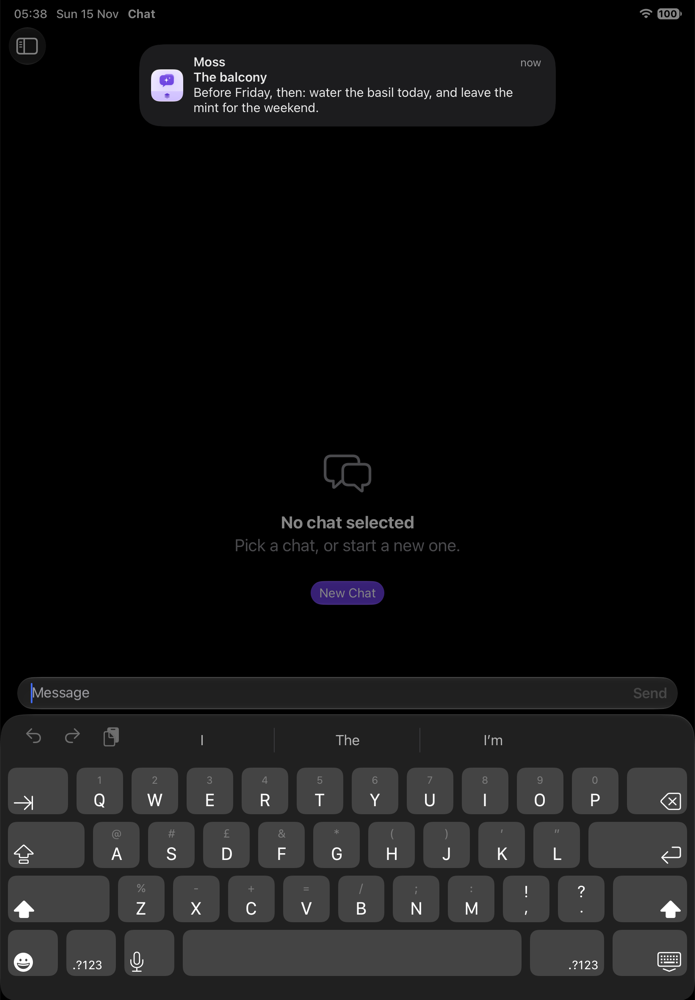 05:38 Sun 15 Nov Chat
100
Moss
now
The balcony
Before Friday, then: water the basil today, and leave the
mint for the weekend.
No chat selected
Pick a chat, or start a new one.
New Chat
Message
Send
I The I'm
1 2 3 4 5 6 7 8 9 0
Q W E R T Y U I O P
@ # £ & * ( ) ' "
A S D F G H J K L
% - + = / ; : ! ?
Z X C V B N M , .
.?123 .?123